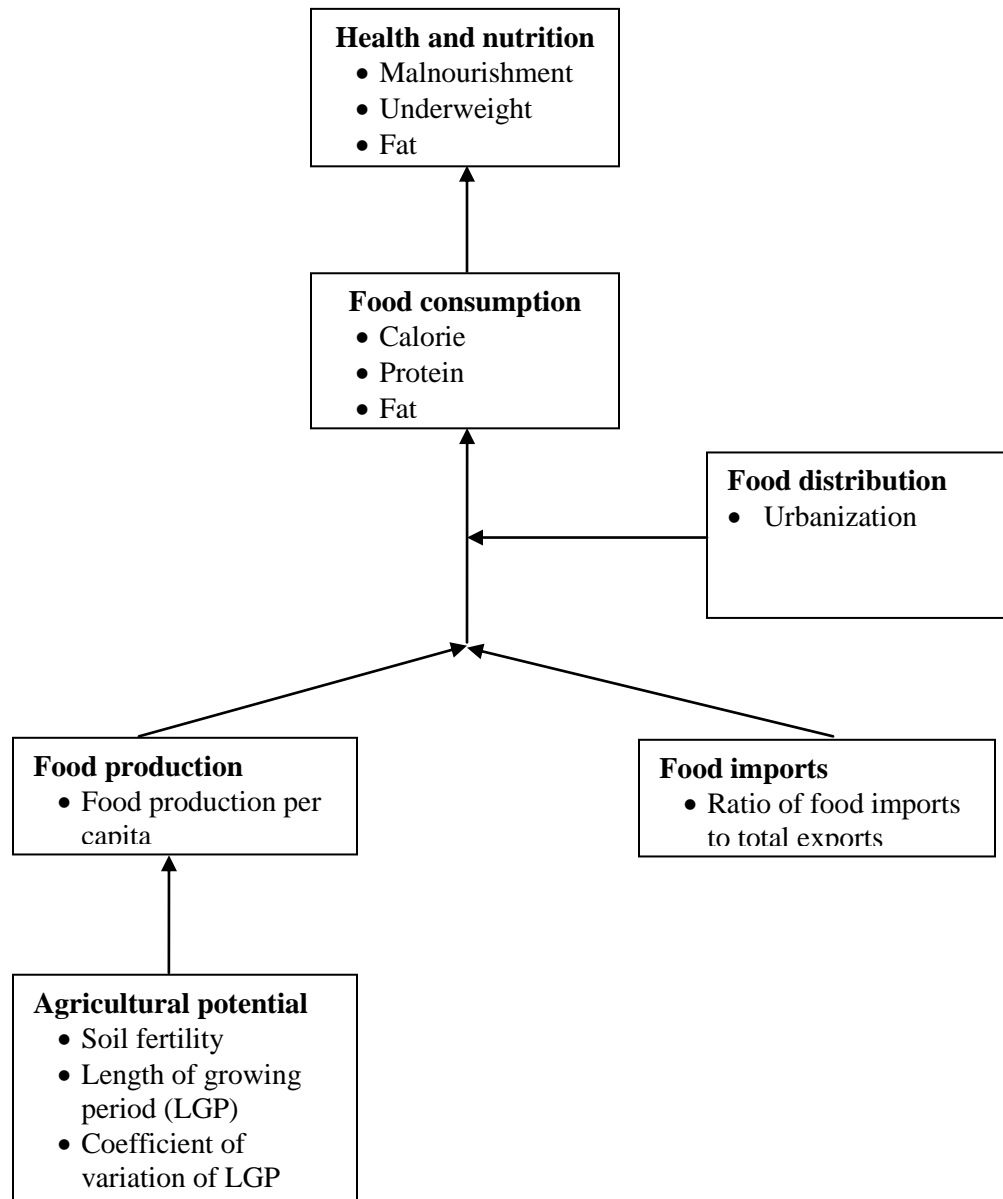 Health and nutrition
• Malnourishment
• Underweight
• Fat
Food consumption
• Calorie
• Protein
• Fat
Food distribution
• Urbanization
Food production
• Food production per
capita
Food imports
• Ratio of food imports
to total exports
Agricultural potential
• Soil fertility
• Length of growing
period (LGP)
• Coefficient of
variation of LGP